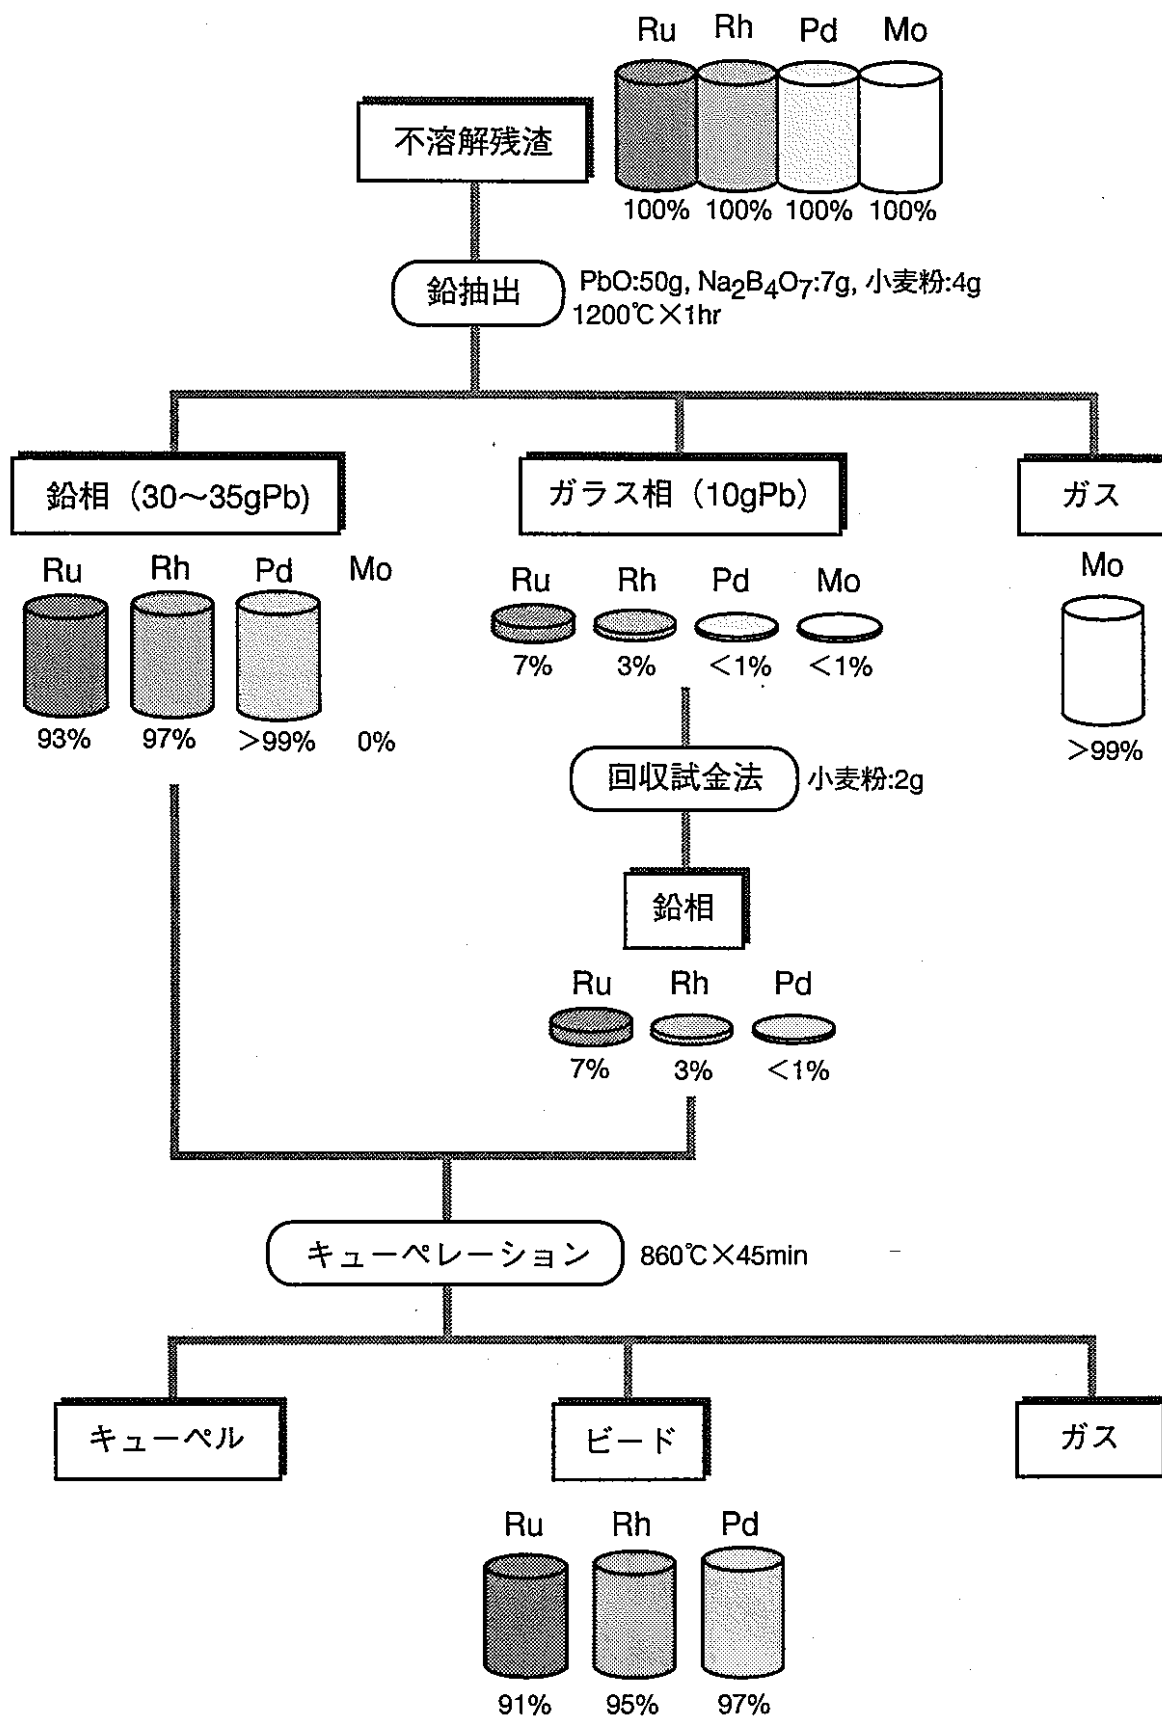 Ru Rh Pd Mo
不溶解残渣
100% 100% 100% 100%
鉛抽出
PbO:50g, Na2B4O7:7g, 小麦粉:4g
1200℃×1hr
鉛相（30〜35gPb)
ガラス相（10gPb）
ガス
Ru Rh Pd Mo
93% 97% >99% 0%
Ru Rh Pd Mo
7% 3% <1% <1%
Mo
>99%
回収試金法
小麦粉:2g
鉛相
Ru Rh Pd
7% 3% <1%
キューペレーション
860℃×45min
キューペル
ビード
ガス
Ru Rh Pd
91% 95% 97%